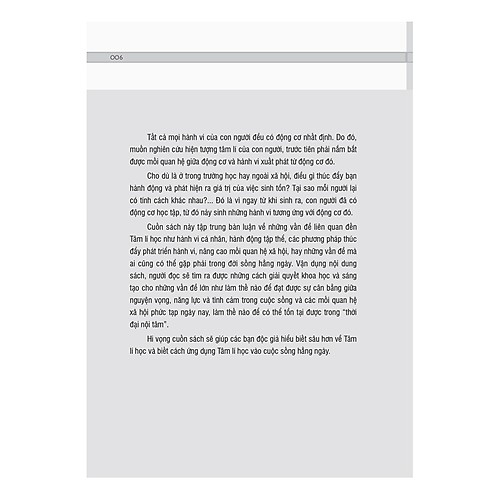 006
Tất cả mọi hành vi của con người đều có động cơ nhất định. Do đó,
muốn nghiên cứu hiện tượng tâm lí của con người, trước tiên phải nắm bắt
được mối quan hệ giữa động cơ và hành vi xuất phát từ động cơ đó.
Cho dù là ở trong trường học hay ngoài xã hội, điều gì thúc đẩy bạn
hành động và phát hiện ra giá trị của việc sinh tồn? Tại sao mỗi người lại
có tính cách khác nhau?... Đó là vì ngay từ khi sinh ra, con người đã có
động cơ học tập, từ đó nảy sinh những hành vi tương ứng với động cơ đó.
Cuốn sách này tập trung bàn luận về những vấn đề liên quan đến
Tâm lí học như hành vi cá nhân, hành động tập thể, các phương pháp thúc
đẩy phát triển hành vi, nâng cao mối quan hệ xã hội, hay những vấn đề mà
ai cũng có thể gặp phải trong đời sống hằng ngày. Vận dụng nội dung
sách, người đọc sẽ tìm ra được những cách giải quyết khoa học và sáng
tạo cho những vấn đề lớn như làm thế nào để đạt được sự cân bằng giữa
nguyện vọng, năng lực và tình cảm trong cuộc sống và các mối quan hệ
xã hội phức tạp ngày nay, làm thế nào để có thể tồn tại được trong “thời
đại nội tâm”.
Hi vọng cuốn sách sẽ giúp các bạn độc giả hiểu biết sâu hơn về Tâm
lí học và biết cách ứng dụng Tâm lí học vào cuộc sống hằng ngày.